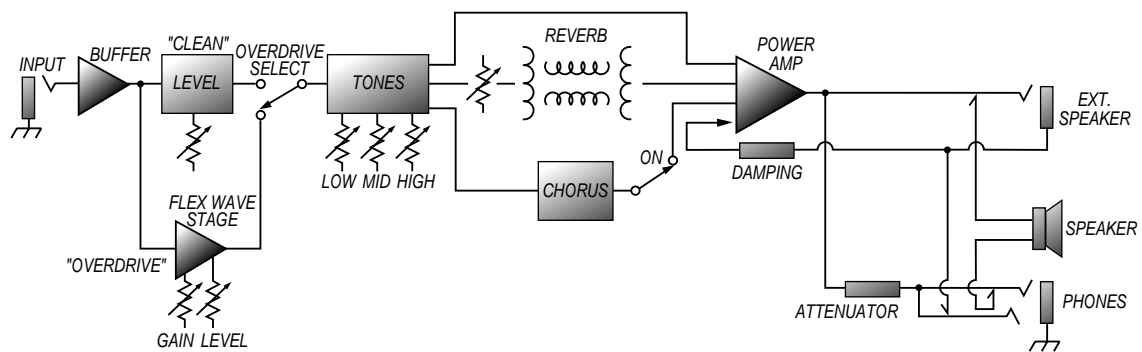 INPUT
BUFFER
"CLEAN"
LEVEL
OVERDRIVE
SELECT
TONES
LOW MID HIGH
REVERB
POWER
AMP
EXT.
SPEAKER
ON
DAMPING
CHORUS
FLEX WAVE
STAGE
"OVERDRIVE"
GAIN LEVEL
SPEAKER
ATTENUATOR
PHONES